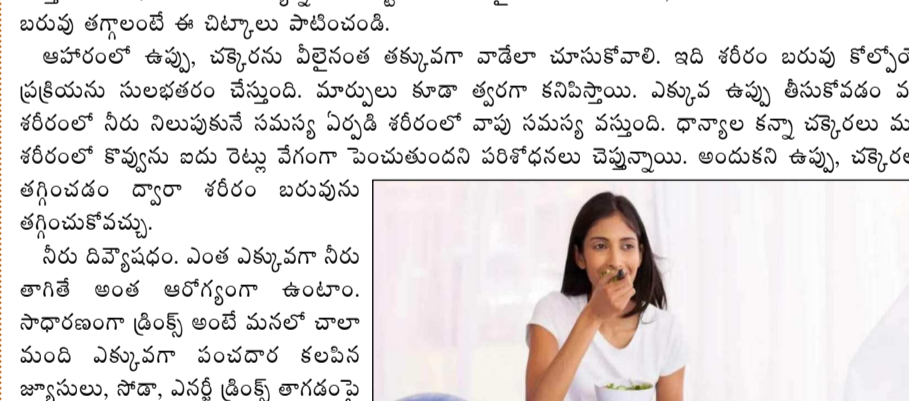 బరువు తగ్గాలంటే ఈ చిట్కాలు పాటించండి.
ఆహారంలో ఉప్పు, చక్కెరను వీలైనంత తక్కువగా వాడేలా చూసుకోవాలి. ఇది శరీరం బరువు కోల్పోయే
ప్రక్రియను సులభతరం చేస్తుంది. మార్పులు కూడా త్వరగా కనిపిస్తాయి. ఎక్కువ ఉప్పు తీసుకోవడం వ
శరీరంలో నీరు నిలుపుకునే సమస్య ఏర్పడి శరీరంలో వాపు సమస్య వస్తుంది. ధాన్యాల కన్నా చక్కెరలు మ
శరీరంలో కొవ్వును ఐదు రెట్లు వేగంగా పెంచుతుందని పరిశోధనలు చెప్తున్నాయి. అందుకని ఉప్పు, చక్కెరల
తగ్గించడం ద్వారా శరీరం బరువును
తగ్గించుకోవచ్చు.
నీరు దివ్యౌషధం. ఎంత ఎక్కువగా నీరు
తాగితే అంత ఆరోగ్యంగా ఉంటాం.
సాధారణంగా డ్రింక్స్ అంటే మనలో చాలా
మంది ఎక్కువగా పంచదార కలపిన
జ్యూసులు, సోడా, ఎనర్జీ డ్రింక్స్ తాగడంపై